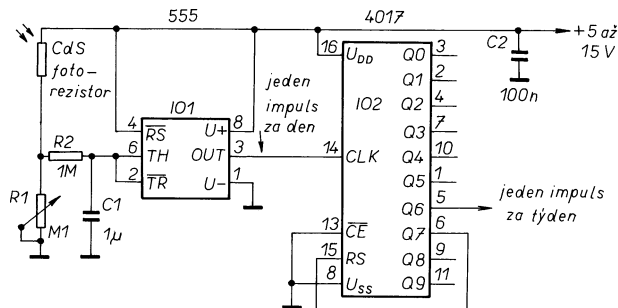 555
4017
+5 až
15 V
CdS
foto-
rezistor
IO1
jeden
impuls
za den
16 UDD
IO2
Q0 3
Q1 2
Q2 4
Q3 7
Q4 10
Q5 1
Q6 5
Q7 6
Q8 9
Q9 11
C2
100n
4 RS
U+ 8
R2
1M
6 TH
OUT 3
14 CLK
2 TR
U- 1
R1
M1
C1
1µ
13 CE
15 RS
8 USS
jeden impuls
za týden